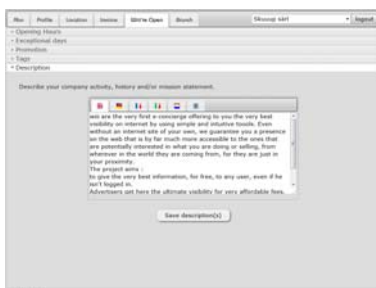 Profile Location Invoice We're Open Branch Skuuup sàrl logout
Opening Hours
Exceptional days
Promotion
Tags
Description
Describe your company activity, history and/or mission statement.
are the very first e-concierge offering to you the very best
visibility on internet by using simple and intuitive Even
without an internet site of your own, we guarantee you a presence
on the web that is by far much more accessible to the ones that
are potentially interested in what you are doing or selling, from
wherever in the world they are coming from, for they are just in
your proximity.
The project aims :
to give the very best information, for free, to any user, even if he
isn't logged in.
Advertisers get here the ultimate visibility for very affordable fees.
Save description(s)